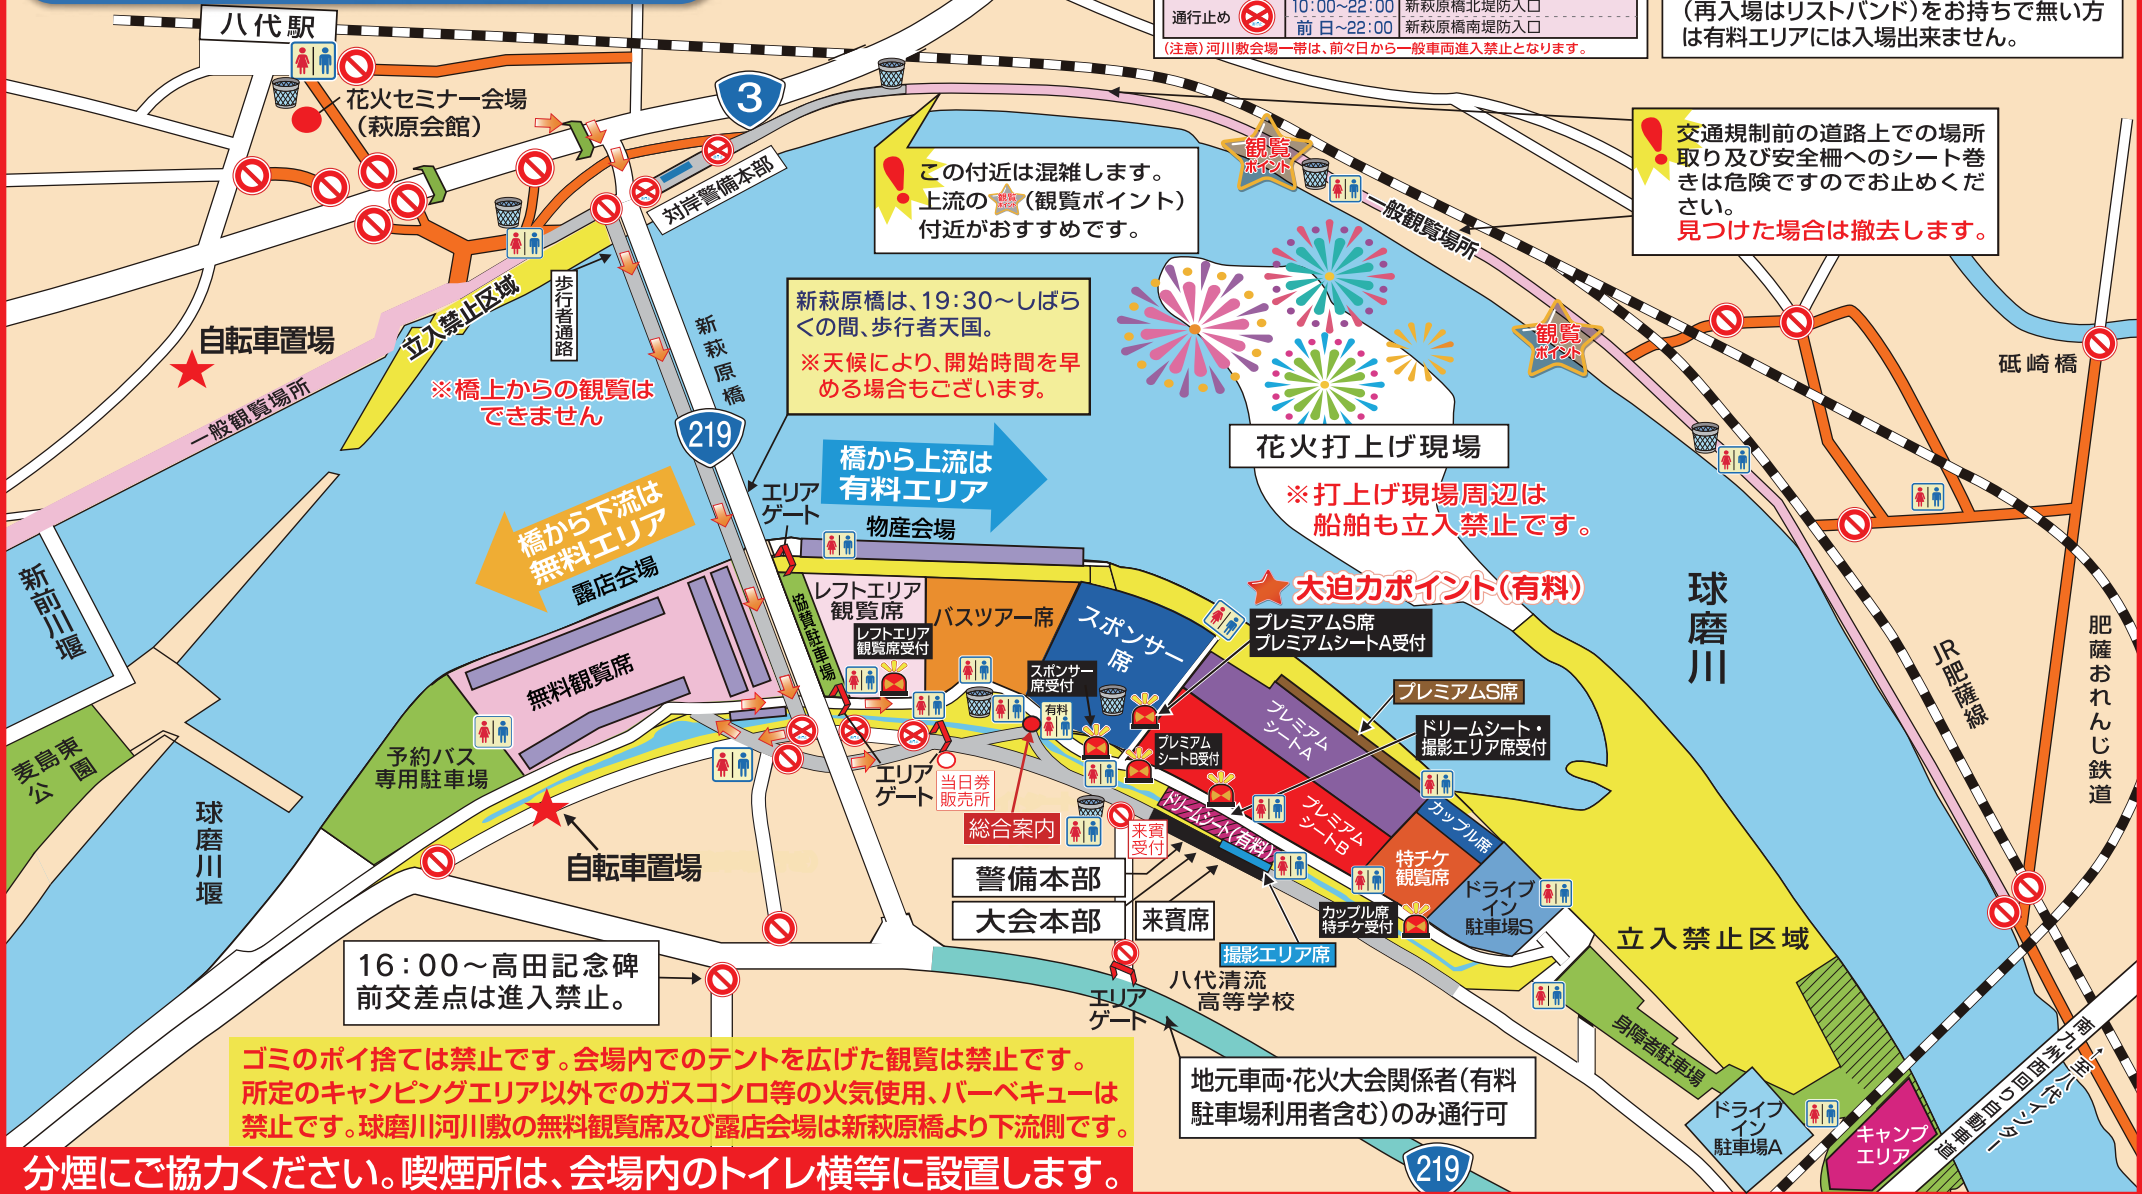 八代駅
花火セミナー会場
（萩原会館）
3
通行止め
10:00～22:00 新萩原橋北堤防入口
前 日～22:00 新萩原橋南堤防入口
(注意)河川敷会場一帯は、前々日から一般車両進入禁止となります。
(再入場はリストバンド)をお持ちで無い方
は有料エリアには入場出来ません。
対岸警備本部
この付近は混雑します。
上流の観覧ポイント(観覧ポイント)
付近がおすすめです。
観覧
ポイント
一般観覧場所
交通規制前の道路上での場所
取り及び安全柵へのシート巻
きは危険ですのでお止めくだ
さい。
見つけた場合は撤去します。
立入禁止区域
歩行者通路
自転車置場
一般観覧場所
※橋上からの観覧は
できません
新萩原橋
219
新萩原橋は、19:30～しばら
くの間、歩行者天国。
※天候により、開始時間を早
める場合もございます。
観覧
ポイント
砥崎橋
花火打上げ現場
※打上げ現場周辺は
船舶も立入禁止です。
橋から上流は
有料エリア
橋から下流は
無料エリア
エリア
ゲート
物産会場
露店会場
新前川堰
大迫力ポイント(有料)
球磨川
JR肥薩線
肥薩おれんじ鉄道
無料観覧席
協賛駐車場
レフトエリア
観覧席
レフトエリア
観覧席受付
バスツアー席
スポンサー
席
スポンサー
席受付
有料
プレミアムS席
プレミアムシートA受付
プレミアムS席
プレミアム
シートA
ドリームシート・
撮影エリア席受付
プレミアム
シートB受付
プレミアム
シートB
ドリームシート(有料)
カップル席
特チケ
観覧席
ドライブ
イン
駐車場S
カップル席
特チケ受付
予約バス
専用駐車場
麦島東
公園
球磨川堰
自転車置場
エリア
ゲート
当日券
販売所
総合案内
来賓
受付
警備本部
大会本部
来賓席
撮影エリア席
八代清流
高等学校
エリア
ゲート
立入禁止区域
身障者駐車場
ドライブ
イン
駐車場A
キャンプ
エリア
南九州西回り自動車道
→至八代インター
16：00～高田記念碑
前交差点は進入禁止。
地元車両・花火大会関係者(有料
駐車場利用者含む)のみ通行可
219
ゴミのポイ捨ては禁止です。会場内でのテントを広げた観覧は禁止です。
所定のキャンピングエリア以外でのガスコンロ等の火気使用、バーベキューは
禁止です。球磨川河川敷の無料観覧席及び露店会場は新萩原橋より下流側です。
分煙にご協力ください。喫煙所は、会場内のトイレ横等に設置します。